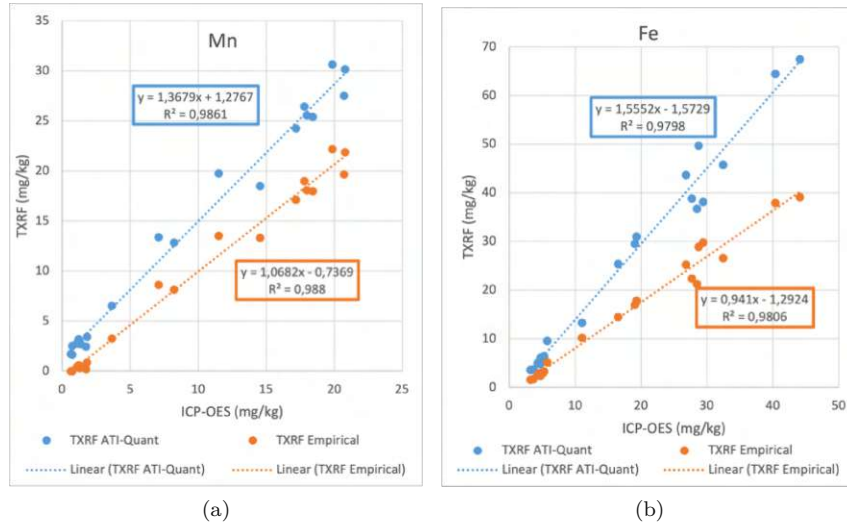 Mn
35
30
25
20
15
10
5
0
TXRF (mg/kg)
y = 1,3679x + 1,2767
R² = 0,9861
y = 1,0682x - 0,7369
R² = 0,988
0 5 10 15 20 25
ICP-OES (mg/kg)
TXRF ATI-Quant TXRF Empirical
Linear (TXRF ATI-Quant) Linear (TXRF Empirical)
(a)
Fe
70
60
50
40
30
20
10
0
TXRF (mg/kg)
y = 1,5552x - 1,5729
R² = 0,9798
y = 0,941x - 1,2924
R² = 0,9806
0 10 20 30 40 50
ICP-OES (mg/kg)
TXRF ATI-Quant TXRF Empirical
Linear (TXRF ATI-Quant) Linear (TXRF Empirical)
(b)